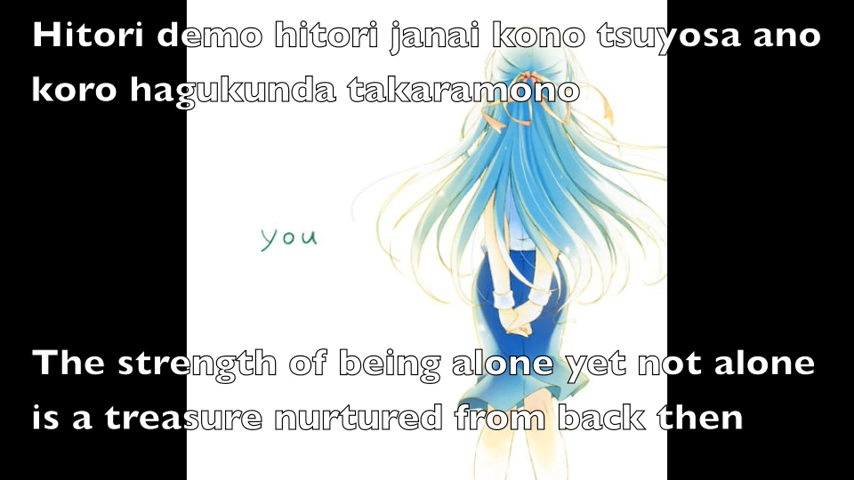 Hitori demo hitori janai kono tsuyosa ano
koro hagukunda takaramono
you
The strength of being alone yet not alone
is a treasure nurtured from back then